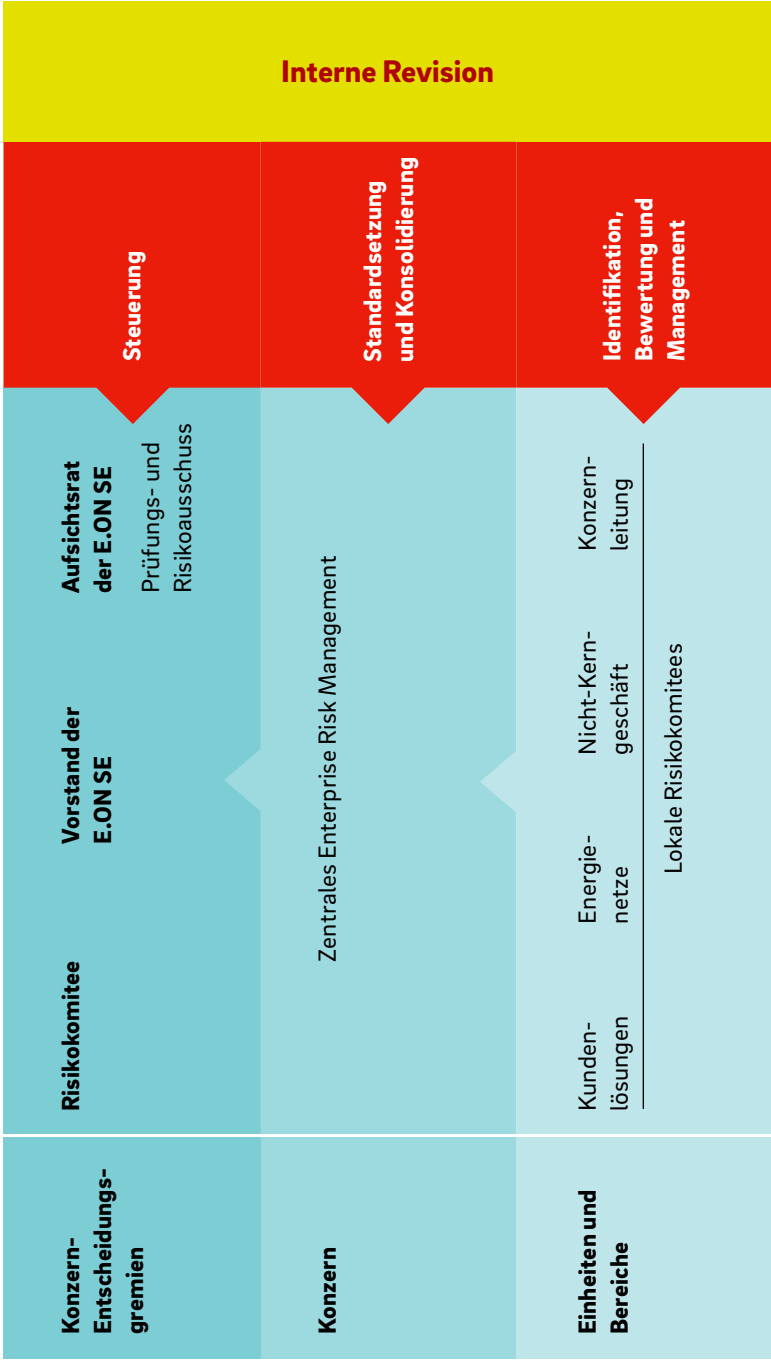 Konzern-
Entscheidungs-
gremien
Risikokomitee
Vorstand der
E.ON SE
Aufsichtsrat
der E.ON SE
Prüfungs- und
Risikoausschuss
Steuerung
Konzern
Zentrales Enterprise Risk Management
Standardsetzung
und Konsolidierung
Einheiten und
Bereiche
Kunden-
lösungen
Energie-
netze
Nicht-Kern-
geschäft
Konzern-
leitung
Lokale Risikokomitees
Identifikation,
Bewertung und
Management
Interne Revision